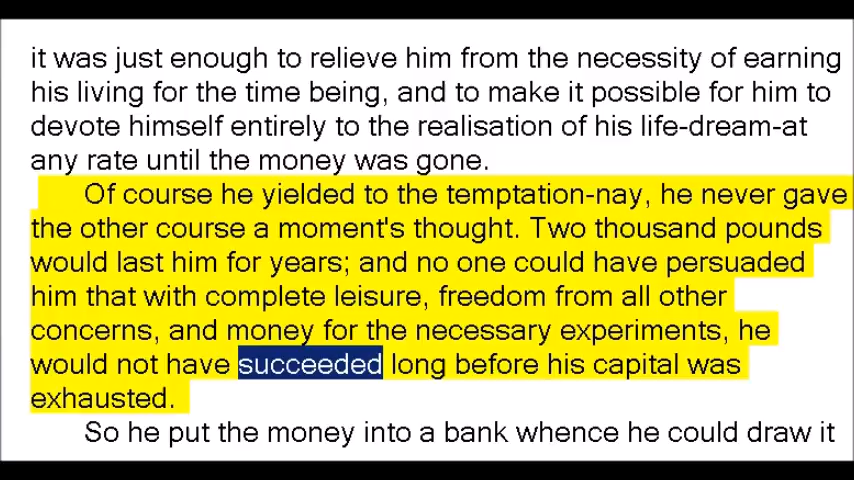 it was just enough to relieve him from the necessity of earning
his living for the time being, and to make it possible for him to
devote himself entirely to the realisation of his life-dream-at
any rate until the money was gone.
Of course he yielded to the temptation-nay, he never gave
the other course a moment's thought. Two thousand pounds
would last him for years; and no one could have persuaded
him that with complete leisure, freedom from all other
concerns, and money for the necessary experiments, he
would not have succeeded long before his capital was
exhausted.
So he put the money into a bank whence he could draw it